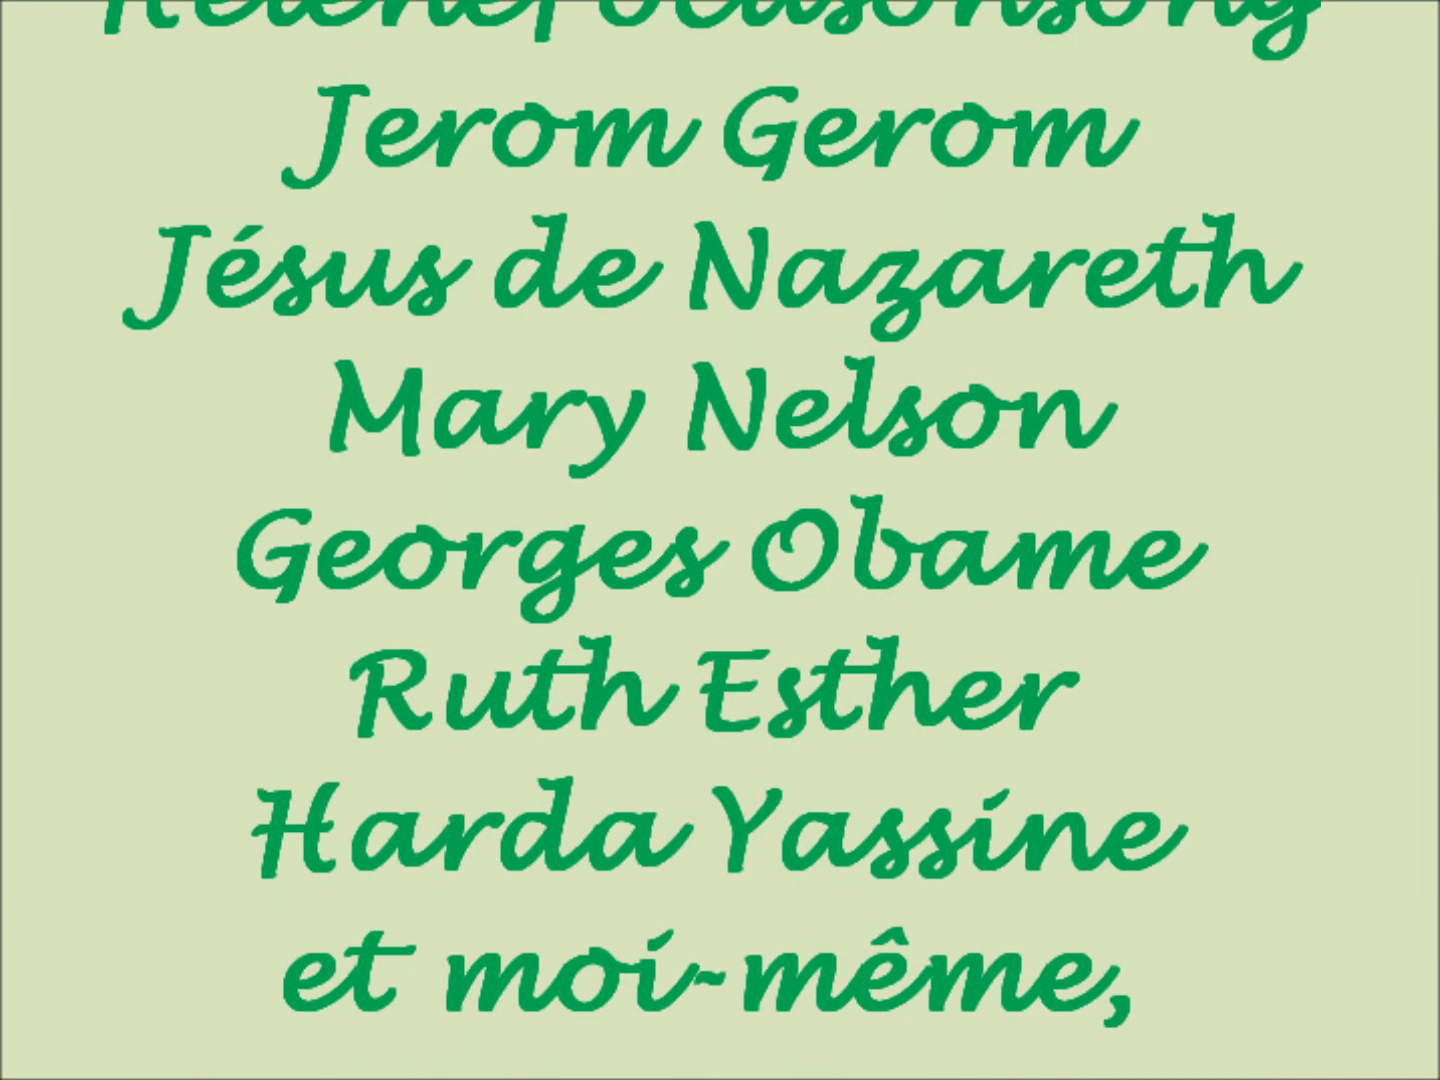 Jerom Gerom
Jésus de Nazareth
Mary Nelson
Georges Obame
Ruth Esther
Harda Yassine
et moi-même,